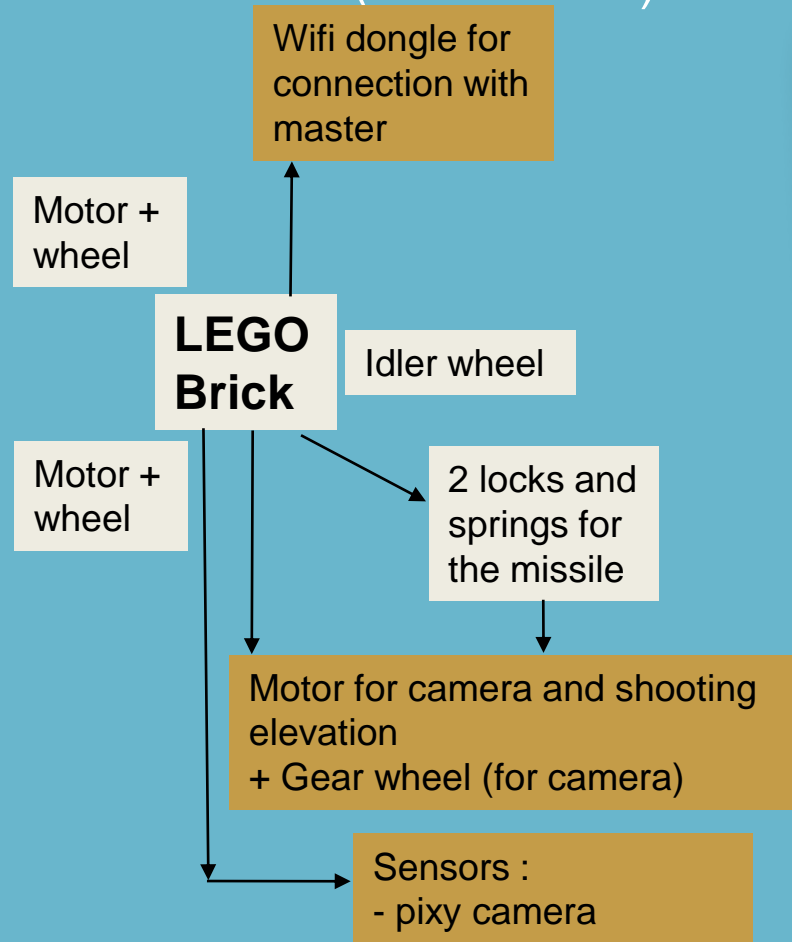 Wifi dongle for
connection with
master
Motor +
wheel
LEGO
Brick
Idler wheel
Motor +
wheel
2 locks and
springs for
the missile
Motor for camera and shooting
elevation
+ Gear wheel (for camera)
Sensors :
- pixy camera